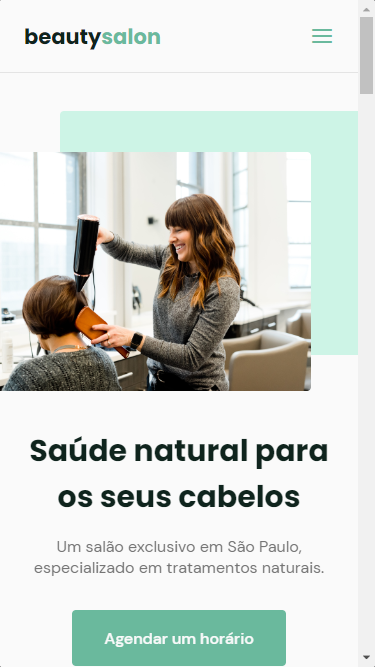 beautysalon
Saúde natural para
os seus cabelos
Um salão exclusivo em São Paulo,
especializado em tratamentos naturais.
Agendar um horário